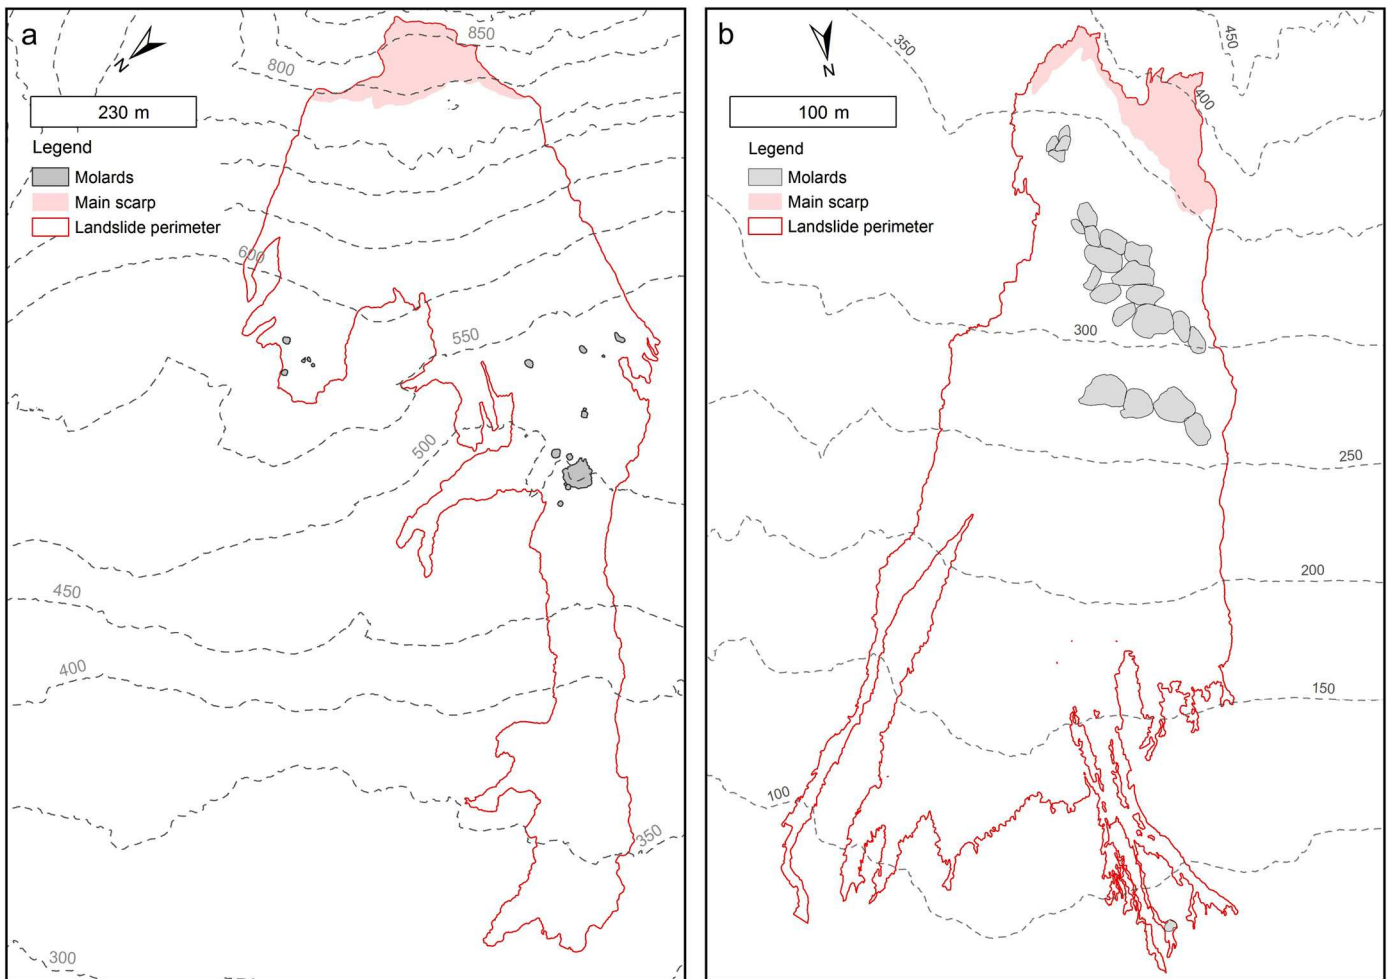 a
N
230 m
Legend
Molards
Main scarp
Landslide perimeter
850
800
600
550
500
450
400
350
300
b
N
100 m
Legend
Molards
Main scarp
Landslide perimeter
350
450
400
300
250
200
150
100